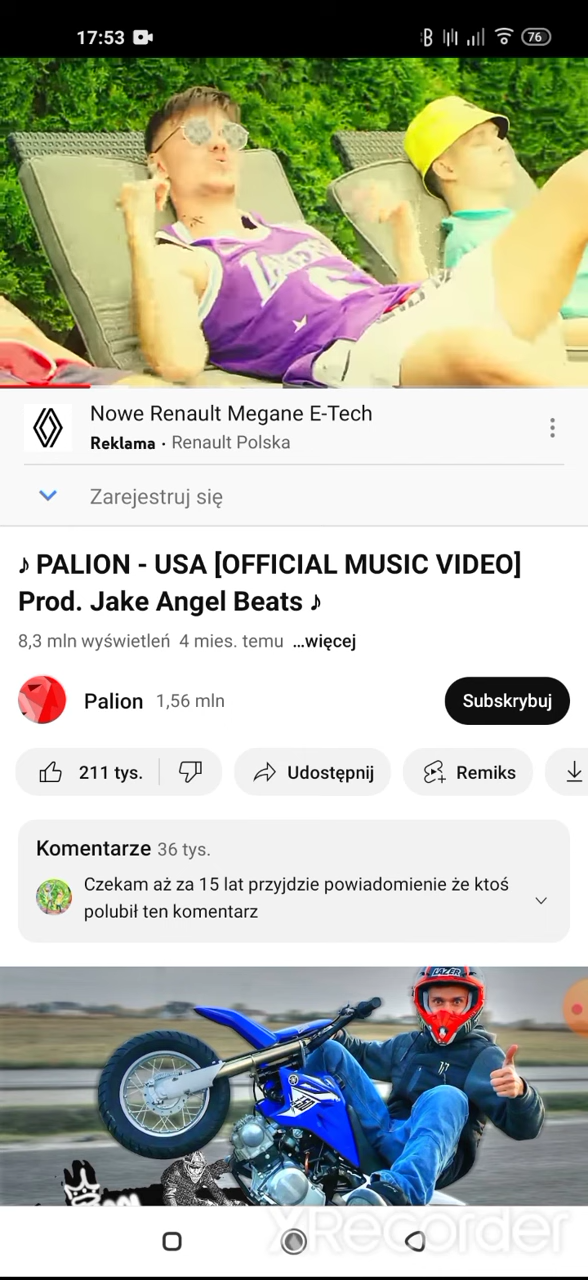 17:53
76
LAKERS
Nowe Renault Megane E-Tech
Reklama · Renault Polska
Zarejestruj się
♪ PALION - USA [OFFICIAL MUSIC VIDEO]
Prod. Jake Angel Beats ♪
8,3 mln wyświetleń 4 mies. temu ...więcej
Palion 1,56 mln
Subskrybuj
211 tys.
Udostępnij
Remiks
Komentarze 36 tys.
Czekam aż za 15 lat przyjdzie powiadomienie że ktoś
polubił ten komentarz
LAZER
XRecorder